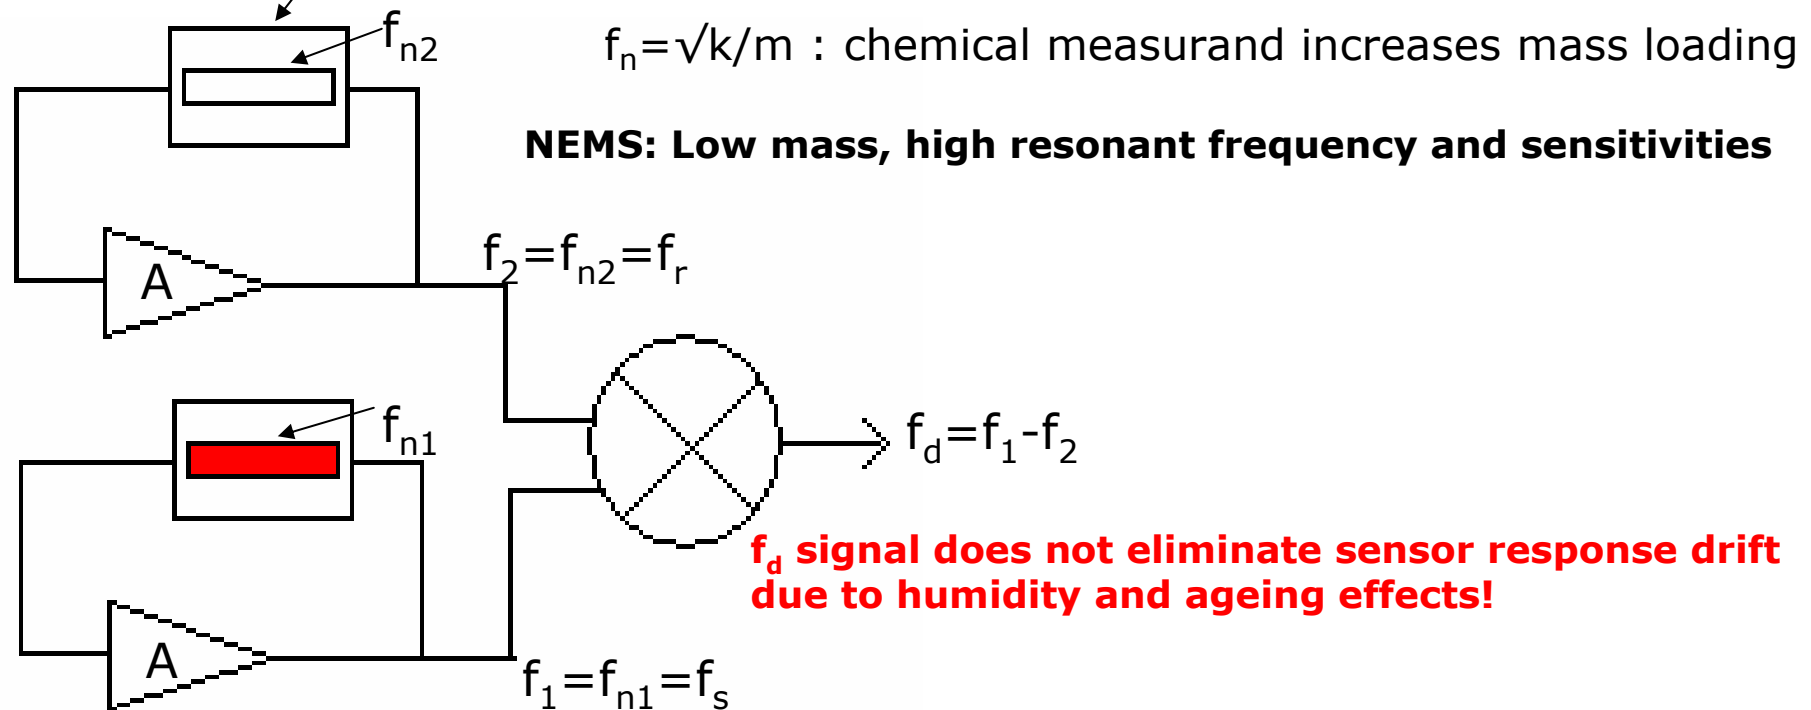 fn2
fn=√k/m : chemical measurand increases mass loading
NEMS: Low mass, high resonant frequency and sensitivities
A
f2=fn2=fr
fn1
fd=f1-f2
fd signal does not eliminate sensor response drift
due to humidity and ageing effects!
A
f1=fn1=fs